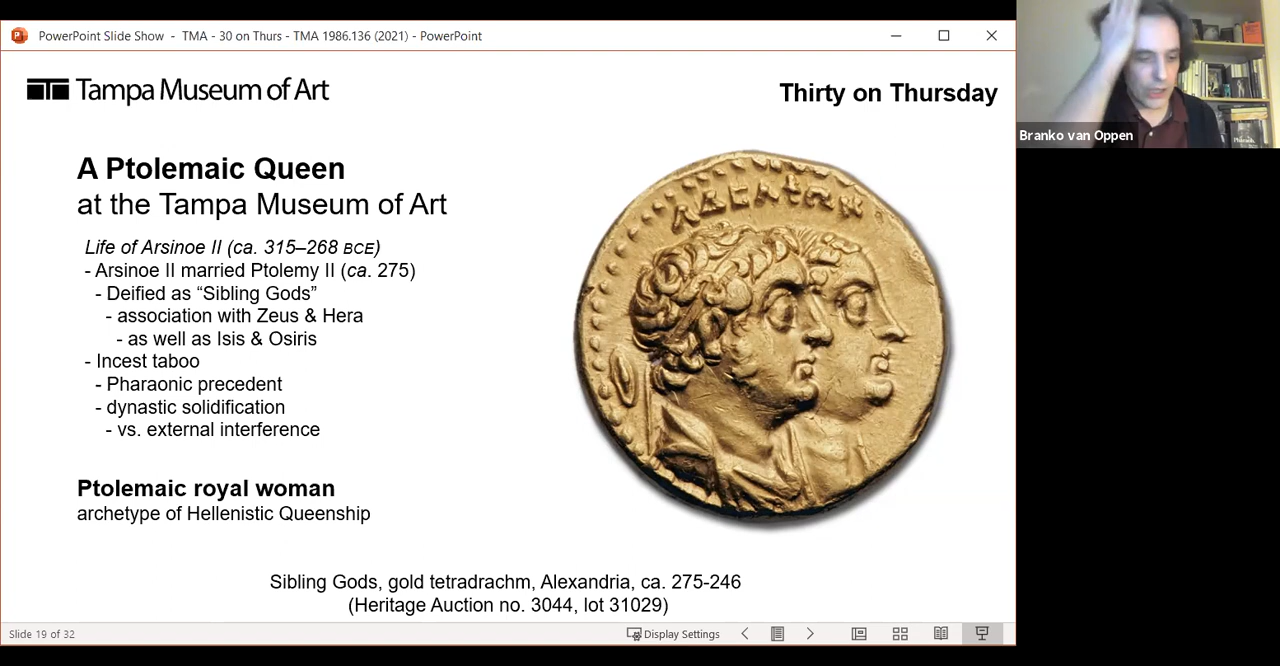 PowerPoint Slide Show - TMA - 30 on Thurs - TMA 1986.136 (2021) - PowerPoint
Tampa Museum of Art
Thirty on Thursday
Branko van Oppen
A Ptolemaic Queen
at the Tampa Museum of Art
Life of Arsinoe II (ca. 315–268 BCE)
- Arsinoe II married Ptolemy II (ca. 275)
- Deified as “Sibling Gods”
- association with Zeus & Hera
- as well as Isis & Osiris
- Incest taboo
- Pharaonic precedent
- dynastic solidification
- vs. external interference
Ptolemaic royal woman
archetype of Hellenistic Queenship
ΑΔΕΛΦΩΝ
Sibling Gods, gold tetradrachm, Alexandria, ca. 275-246
(Heritage Auction no. 3044, lot 31029)
Slide 19 of 32
Display Settings